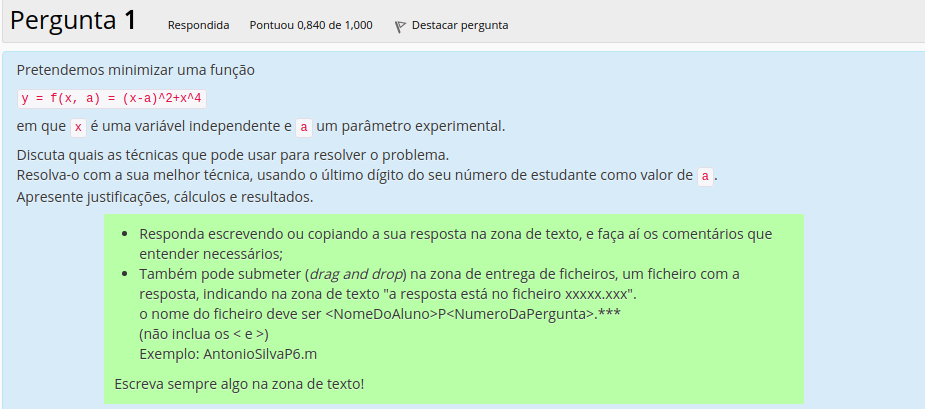 Pergunta 1 Respondida Pontuou 0,840 de 1,000 Destacar pergunta
Pretendemos minimizar uma função
y = f(x, a) = (x-a)^2+x^4
em que x é uma variável independente e a um parâmetro experimental.
Discuta quais as técnicas que pode usar para resolver o problema.
Resolva-o com a sua melhor técnica, usando o último dígito do seu número de estudante como valor de a.
Apresente justificações, cálculos e resultados.
• Responda escrevendo ou copiando a sua resposta na zona de texto, e faça aí os comentários que
entender necessários;
• Também pode submeter (drag and drop) na zona de entrega de ficheiros, um ficheiro com a
resposta, indicando na zona de texto "a resposta está no ficheiro xxxxx.xxx".
o nome do ficheiro deve ser <NomeDoAluno>P<NumeroDaPergunta>.***
(não inclua os < e >)
Exemplo: AntonioSilvaP6.m
Escreva sempre algo na zona de texto!